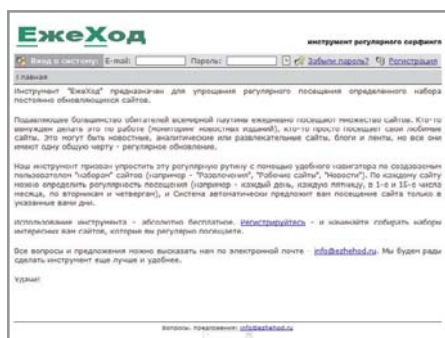 ЕжеХод
инструмент регулярного серфинга
Вход в систему: E-mail: Пароль: Забыли пароль? Регистрация
Главная
Инструмент "ЕжеХод" предназначен для упрощения регулярного посещения определенного набора
постоянно обновляющихся сайтов.
Подавляющее большинство обитателей всемирной паутины ежедневно посещают множество сайтов. Кто-то
вынужден делать это по работе (мониторинг новостных изданий), кто-то просто посещает свои любимые
сайты. Это могут быть новостные, аналитические или развлекательные сайты, блоги и ленты, но все они
имеют одну общую черту - регулярное обновление.
Наш инструмент призван упростить эту регулярную рутину с помощью удобного навигатора по создаваемым
пользователем "наборам" сайтов (например - "Развлечения", "Рабочие сайты", "Новости"). По каждому сайту
можно определить регулярность посещения (например - каждый день, каждую пятницу, в 1-е и 15-е числа
месяца, по вторникам и четвергам), и Система автоматически предложит вам посещение сайта только в
указанные вами дни.
Использование инструмента - абсолютно бесплатное. Регистрируйтесь - и начинайте собирать наборы
интересных вам сайтов, которые вы регулярно посещаете.
Все вопросы и предложения можно высказать нам по электронной почте - info@ezhehod.ru. Мы будем рады
сделать инструмент еще лучше и удобнее.
Удачи!
Вопросы, предложения: info@ezhehod.ru